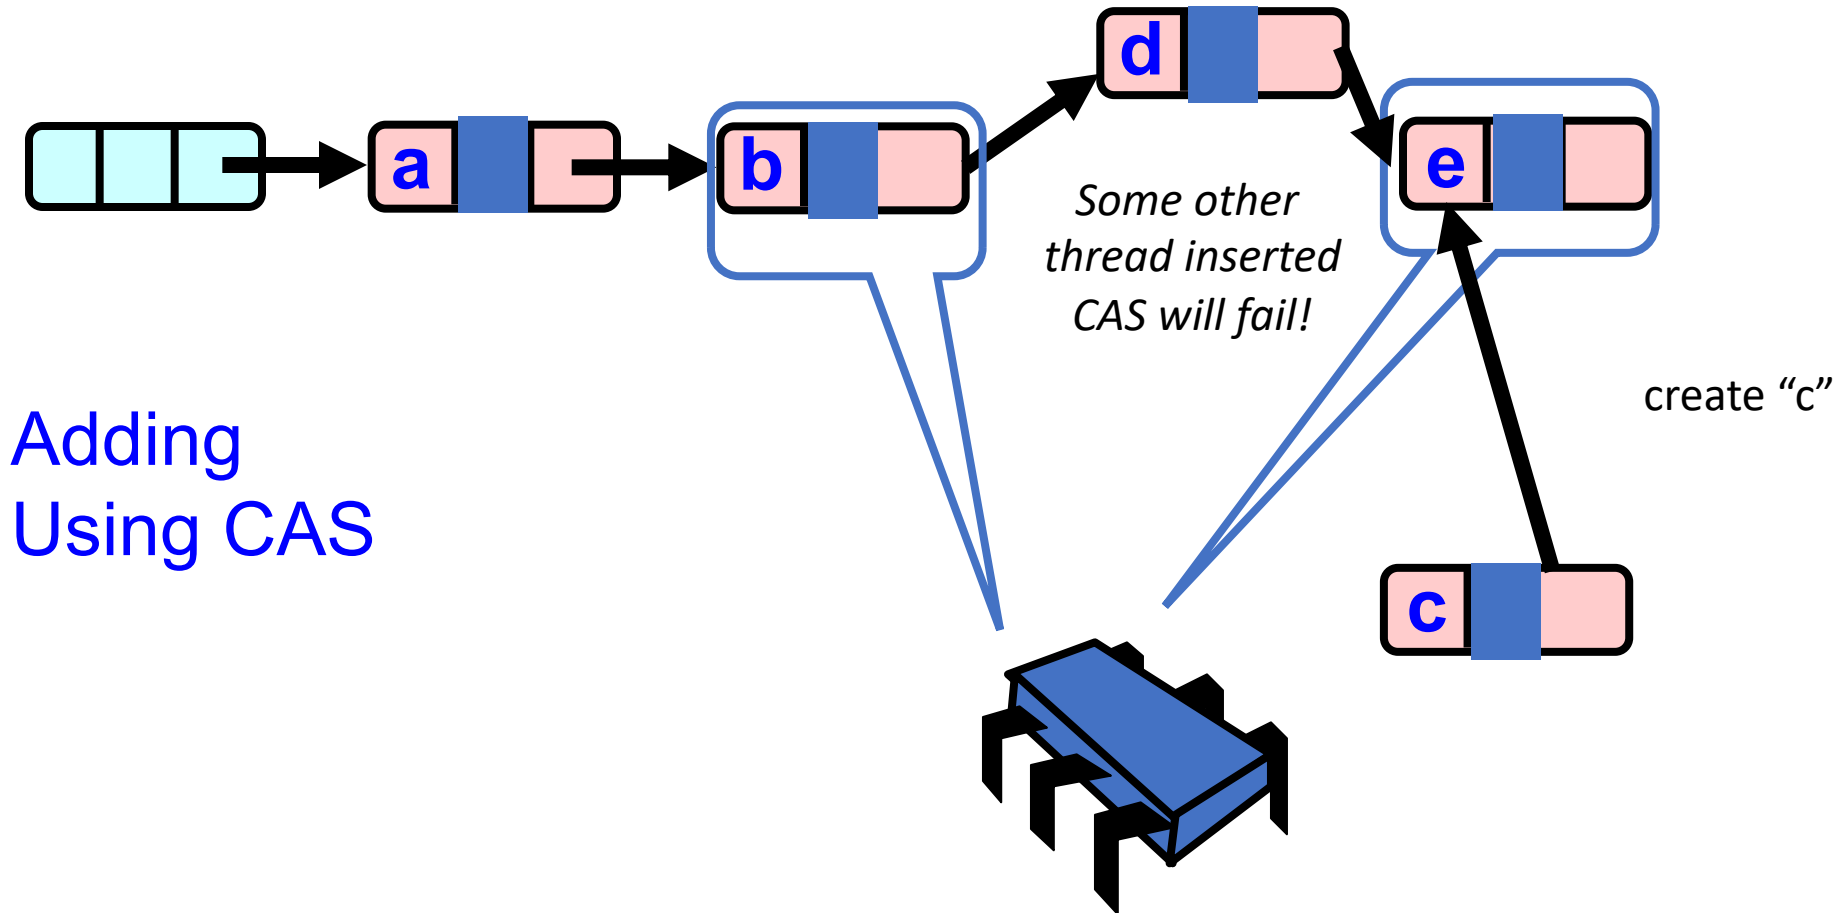 d
a
b
e
Some other
thread inserted
CAS will fail!
create “c”
Adding
Using CAS
c